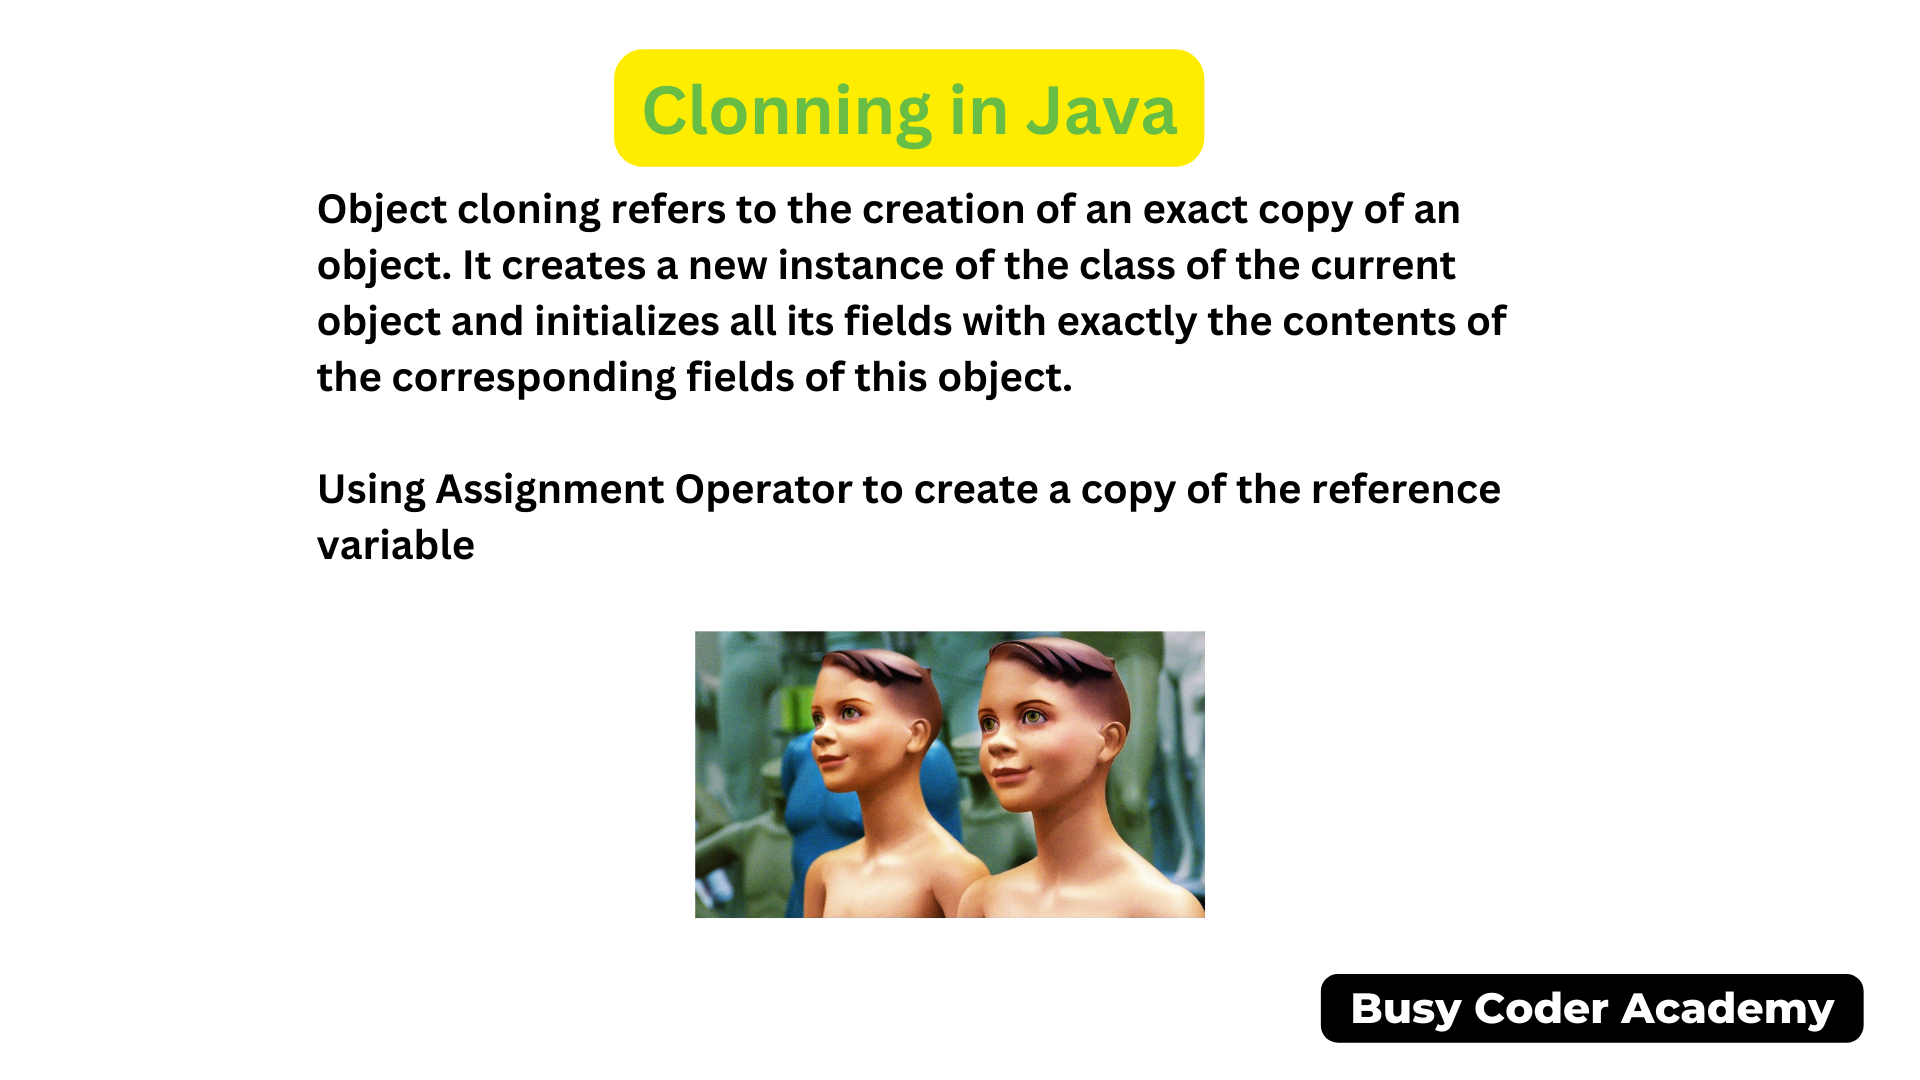 Clonning in Java
Object cloning refers to the creation of an exact copy of an
object. It creates a new instance of the class of the current
object and initializes all its fields with exactly the contents of
the corresponding fields of this object.
Using Assignment Operator to create a copy of the reference
variable
Busy Coder Academy